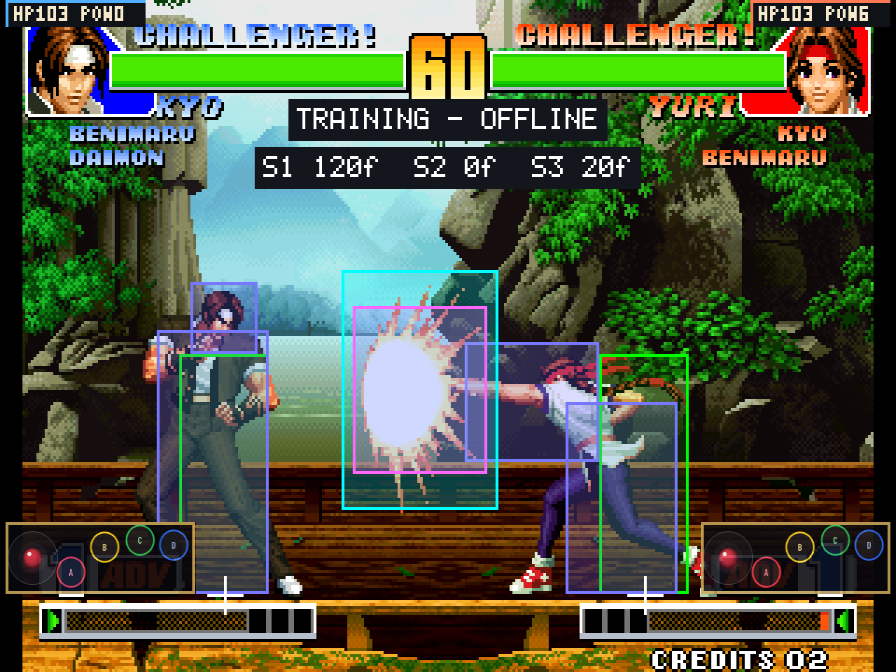 HP103 POW0
HP103 POW6
CHALLENGER!
CHALLENGER!
60
KYO
YURI
BENIMARU
DAIMON
KYO
BENIMARU
TRAINING - OFFLINE
S1 120f S2 0f S3 20f
A B C D
A B C D
ADV
CREDITS 02